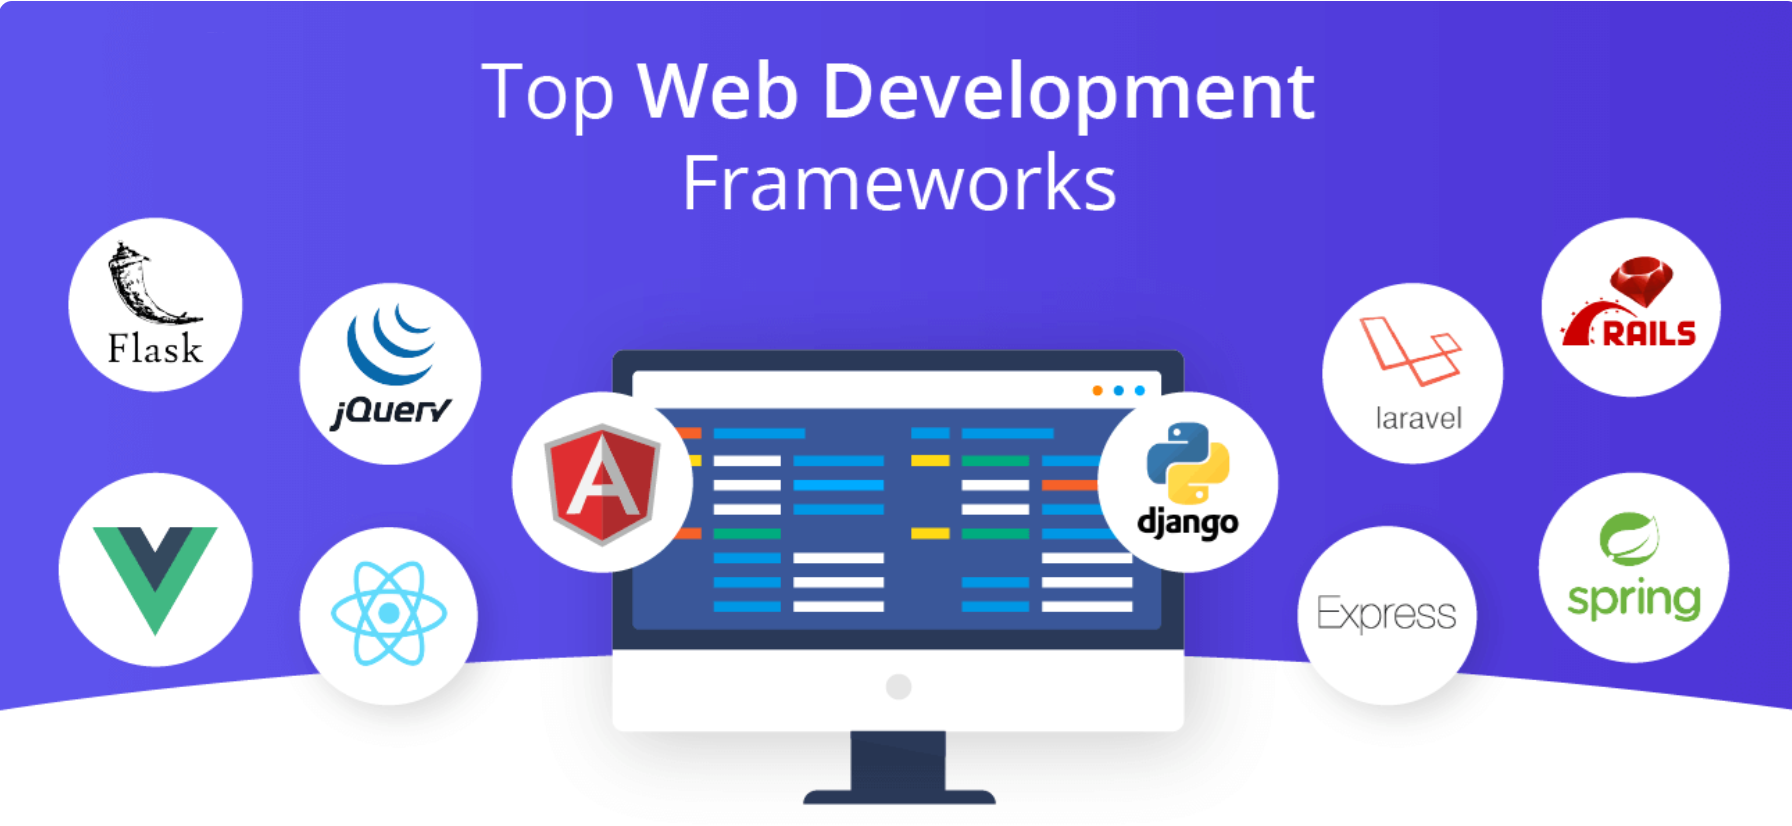 Top Web Development
Frameworks
Flask
jQuery
A
django
laravel
RAILS
Express
spring